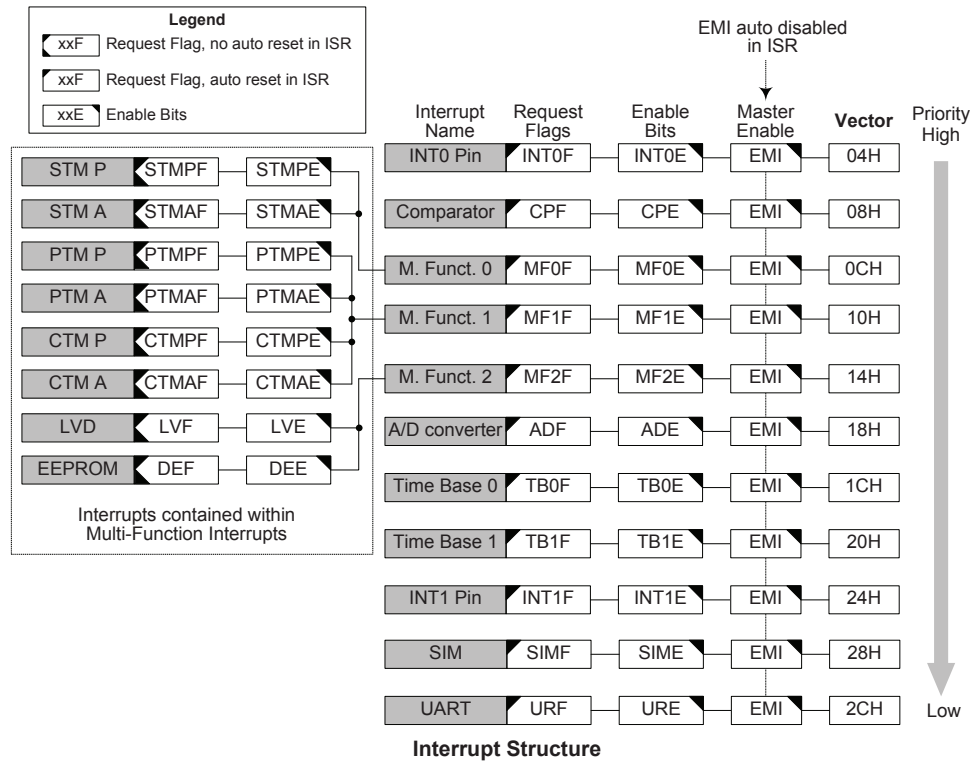 Legend
xxF Request Flag, no auto reset in ISR
xxF Request Flag, auto reset in ISR
xxE Enable Bits
EMI auto disabled
in ISR
Interrupt Name Request Flags Enable Bits Master Enable Vector Priority High
STM P STMPF STMPE
STM A STMAF STMAE
PTM P PTMPF PTMPE
PTM A PTMAF PTMAE
CTM P CTMPF CTMPE
CTM A CTMAF CTMAE
LVD LVF LVE
EEPROM DEF DEE
Interrupts contained within
Multi-Function Interrupts
INT0 Pin INT0F INT0E EMI 04H
Comparator CPF CPE EMI 08H
M. Funct. 0 MF0F MF0E EMI 0CH
M. Funct. 1 MF1F MF1E EMI 10H
M. Funct. 2 MF2F MF2E EMI 14H
A/D converter ADF ADE EMI 18H
Time Base 0 TB0F TB0E EMI 1CH
Time Base 1 TB1F TB1E EMI 20H
INT1 Pin INT1F INT1E EMI 24H
SIM SIMF SIME EMI 28H
UART URF URE EMI 2CH Low
Interrupt Structure